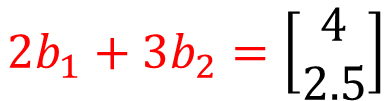 2b₁ + 3b₂ = [4
2.5]